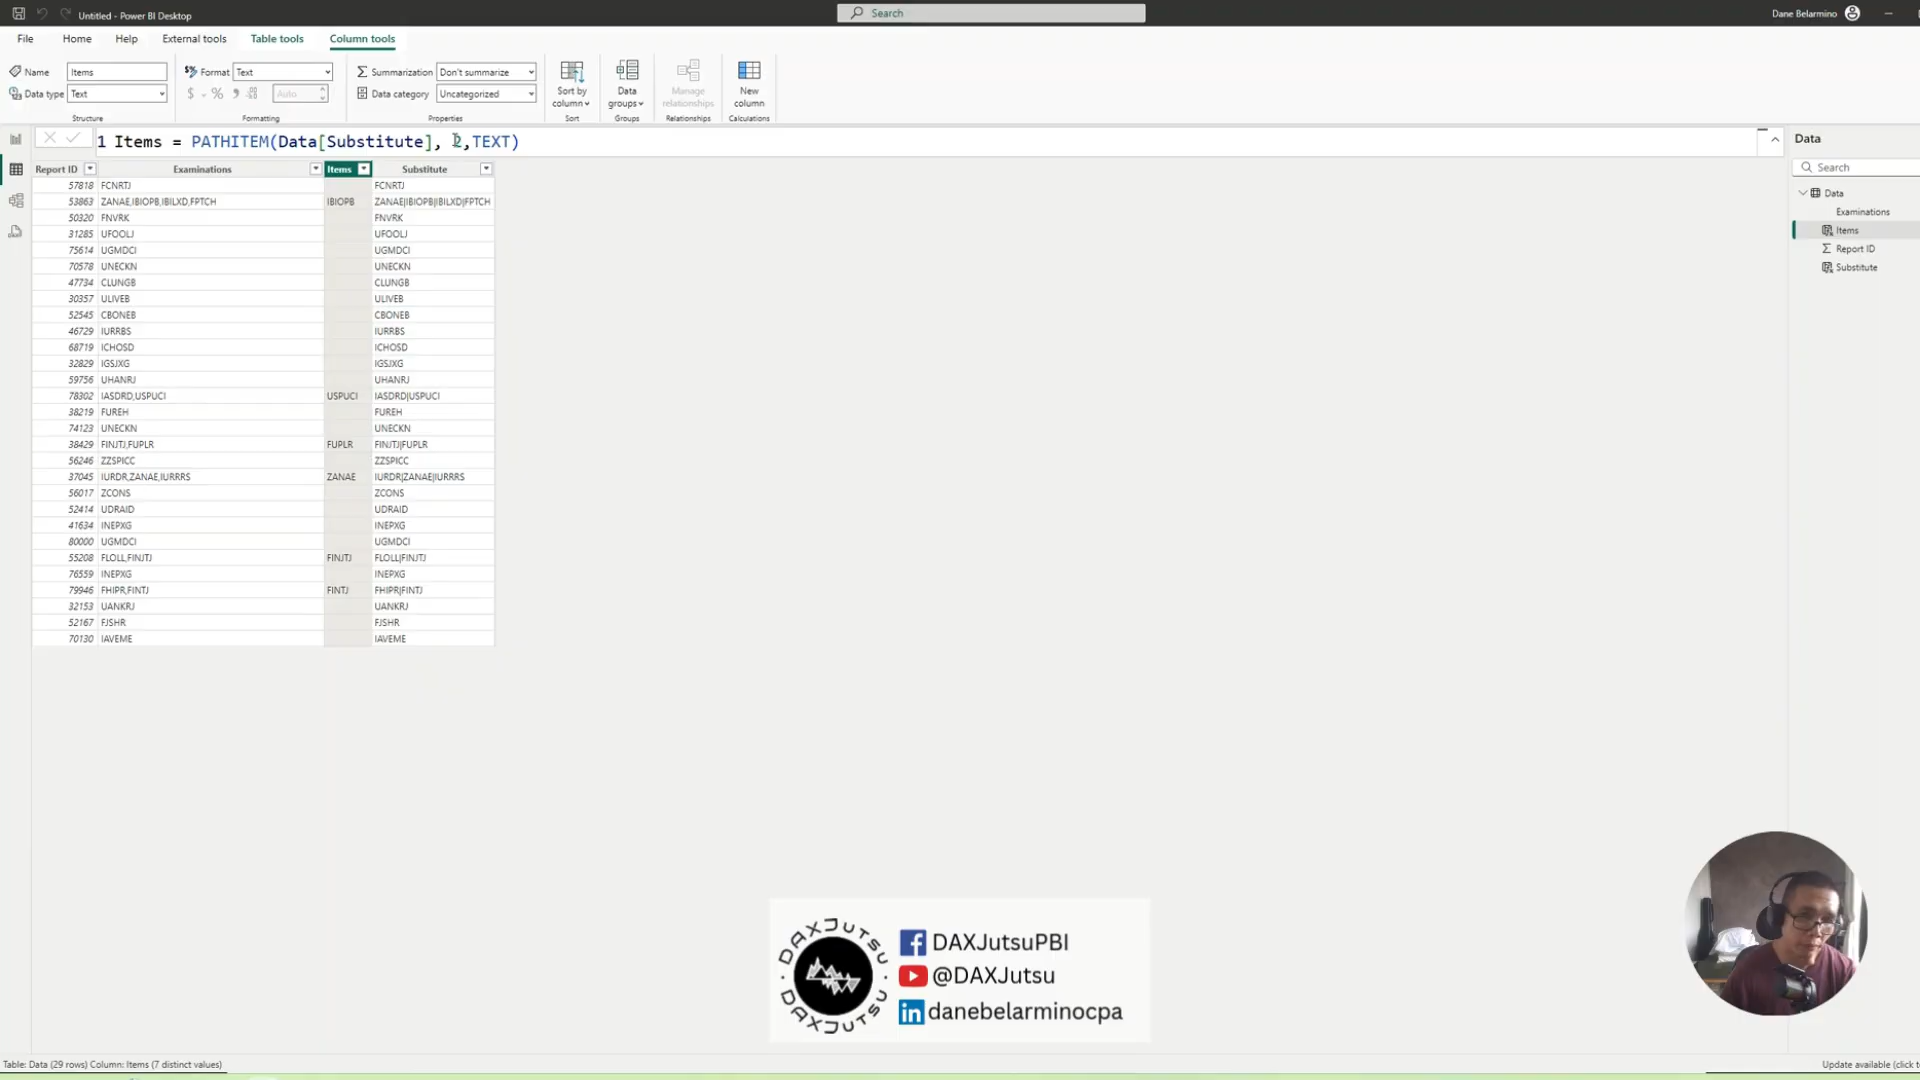 Untitled - Power BI Desktop
Search
Dane Belarmino
File Home Help External tools Table tools Column tools
Name Items
Format Text
Summarization Don't summarize
Data type Text
$ % Auto
Data category Uncategorized
Sort by column
Data groups
Manage relationships
New column
Structure Formatting Properties Sort Groups Relationships Calculations
1 Items = PATHITEM(Data[Substitute], 2,TEXT)
Report ID Examinations Items Substitute
57818 FCNRTJ FCNRTJ
53863 ZANAE,IBIOPB,IBILXD,FPTCH IBIOPB ZANAE|IBIOPB|IBILXD|FPTCH
50320 FNVRK FNVRK
31285 UFOOLJ UFOOLJ
75614 UGMDCI UGMDCI
70578 UNECKN UNECKN
47734 CLUNGB CLUNGB
30357 ULIVEB ULIVEB
52545 CBONEB CBONEB
46729 IURRBS IURRBS
68719 ICHOSD ICHOSD
32829 IGSJXG IGSJXG
59756 UHANRJ UHANRJ
78302 IASDRD,USPUCI USPUCI IASDRD|USPUCI
38219 FUREH FUREH
74123 UNECKN UNECKN
38429 FINJTJ,FUPLR FUPLR FINJTJ|FUPLR
56246 ZZSPICC ZZSPICC
37045 IURDR,ZANAE,IURRRS ZANAE IURDR|ZANAE|IURRRS
56017 ZCONS ZCONS
52414 UDRAID UDRAID
41634 INEPXG INEPXG
80000 UGMDCI UGMDCI
55208 FLOLL,FINJTJ FINJTJ FLOLL|FINJTJ
76559 INEPXG INEPXG
79946 FHIPR,FINTJ FINTJ FHIPR|FINTJ
32153 UANKRJ UANKRJ
52167 FJSHR FJSHR
70130 IAVEME IAVEME
Data
Search
Data
Examinations
Items
Report ID
Substitute
DAXJutsu DAXJutsu
DAXJutsuPBI
@DAXJutsu
in danebelarminocpa
Table: Data (29 rows) Column: Items (7 distinct values)
Update available (click t